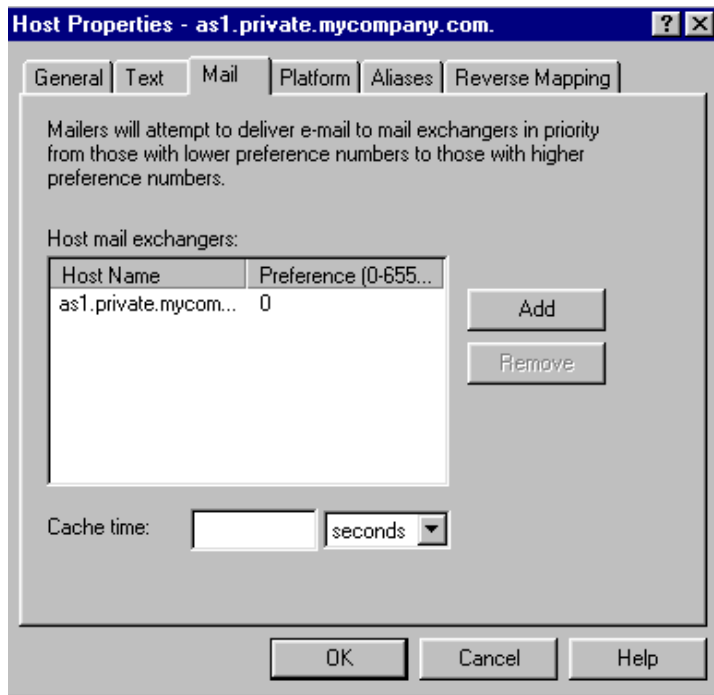 Host Properties - as1.private.mycompany.com.
General Text Mail Platform Aliases Reverse Mapping
Mailers will attempt to deliver e-mail to mail exchangers in priority
from those with lower preference numbers to those with higher
preference numbers.
Host mail exchangers:
Host Name Preference (0-655...
as1.private.mycom... 0
Add
Remove
Cache time: seconds
OK Cancel Help